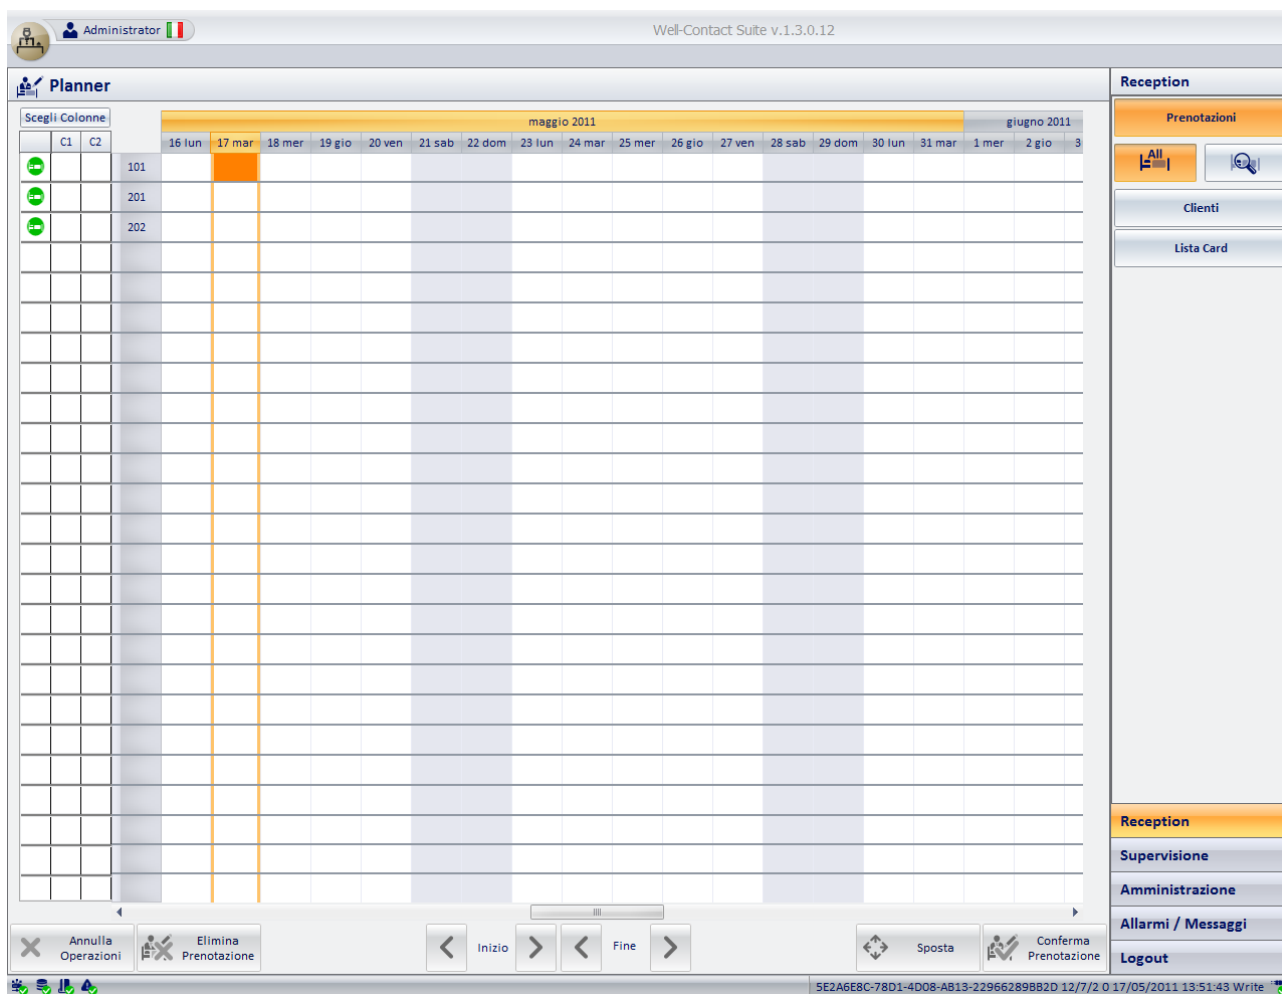 Administrator
Well-Contact Suite v.1.3.0.12
Planner
Reception
Scegli Colonne
maggio 2011 giugno 2011
Prenotazioni
C1 C2 16 lun 17 mar 18 mer 19 gio 20 ven 21 sab 22 dom 23 lun 24 mar 25 mer 26 gio 27 ven 28 sab 29 dom 30 lun 31 mar 1 mer 2 gio 3
All
101
201
202
Clienti
Lista Card
Reception
Supervisione
Amministrazione
Allarmi / Messaggi
Logout
Annulla Operazioni
Elimina Prenotazione
Inizio
Fine
Sposta
Conferma Prenotazione
5E2A6E8C-78D1-4D08-AB13-22966289BB2D 12/7/2 0 17/05/2011 13:51:43 Write